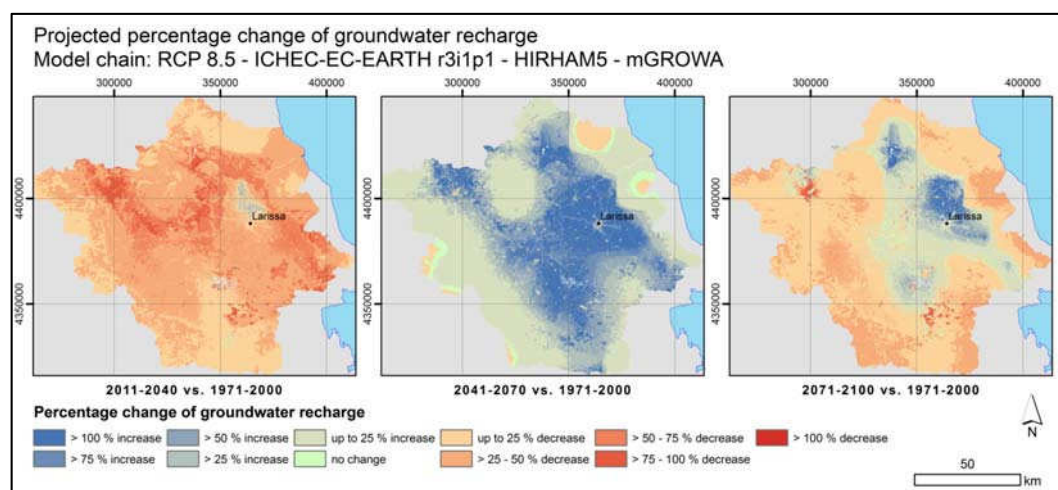 Projected percentage change of groundwater recharge
Model chain: RCP 8.5 - ICHEC-EC-EARTH r3i1p1 - HIRHAM5 - mGROWA
300000 350000 400000 300000 350000 400000 300000 350000 400000
4400000 4400000 4400000
Larissa Larissa Larissa
4350000 4350000 4350000
2011-2040 vs. 1971-2000 2041-2070 vs. 1971-2000 2071-2100 vs. 1971-2000
Percentage change of groundwater recharge
> 100 % increase > 50 % increase up to 25 % increase up to 25 % decrease > 50 - 75 % decrease > 100 % decrease
> 75 % increase > 25 % increase no change > 25 - 50 % decrease > 75 - 100 % decrease
N
50
km